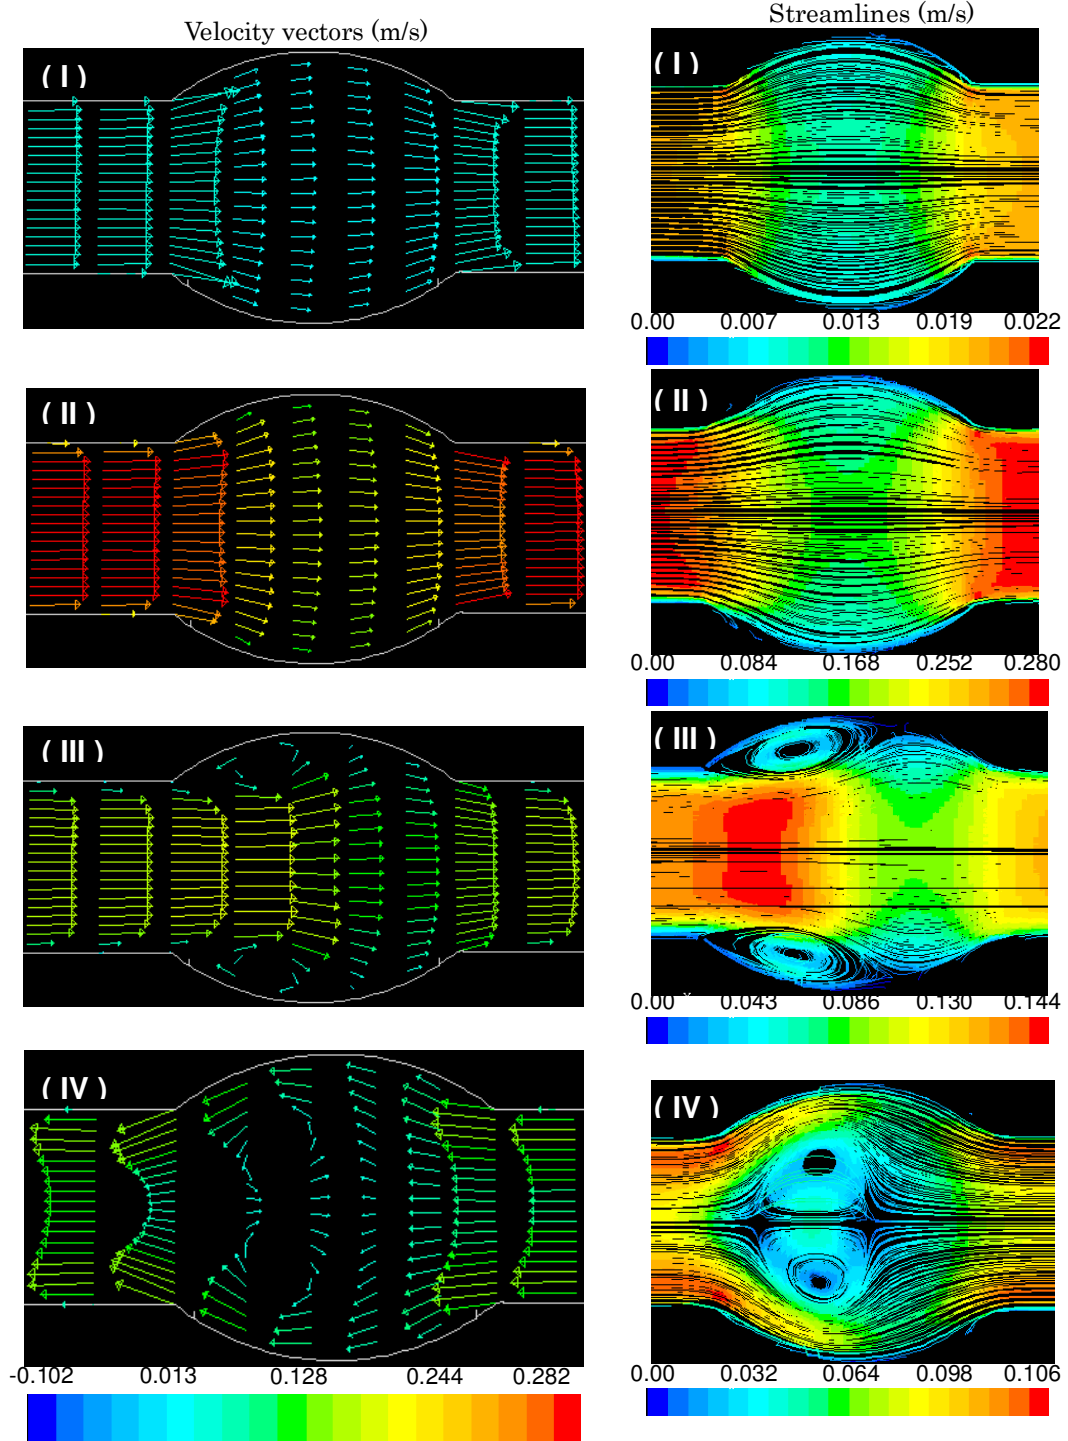 Velocity vectors (m/s)
Streamlines (m/s)
( I )
( I )
0.00 0.007 0.013 0.019 0.022
( II )
( II )
0.00 0.084 0.168 0.252 0.280
( III )
( III )
0.00 0.043 0.086 0.130 0.144
( IV )
( IV )
-0.102 0.013 0.128 0.244 0.282
0.00 0.032 0.064 0.098 0.106